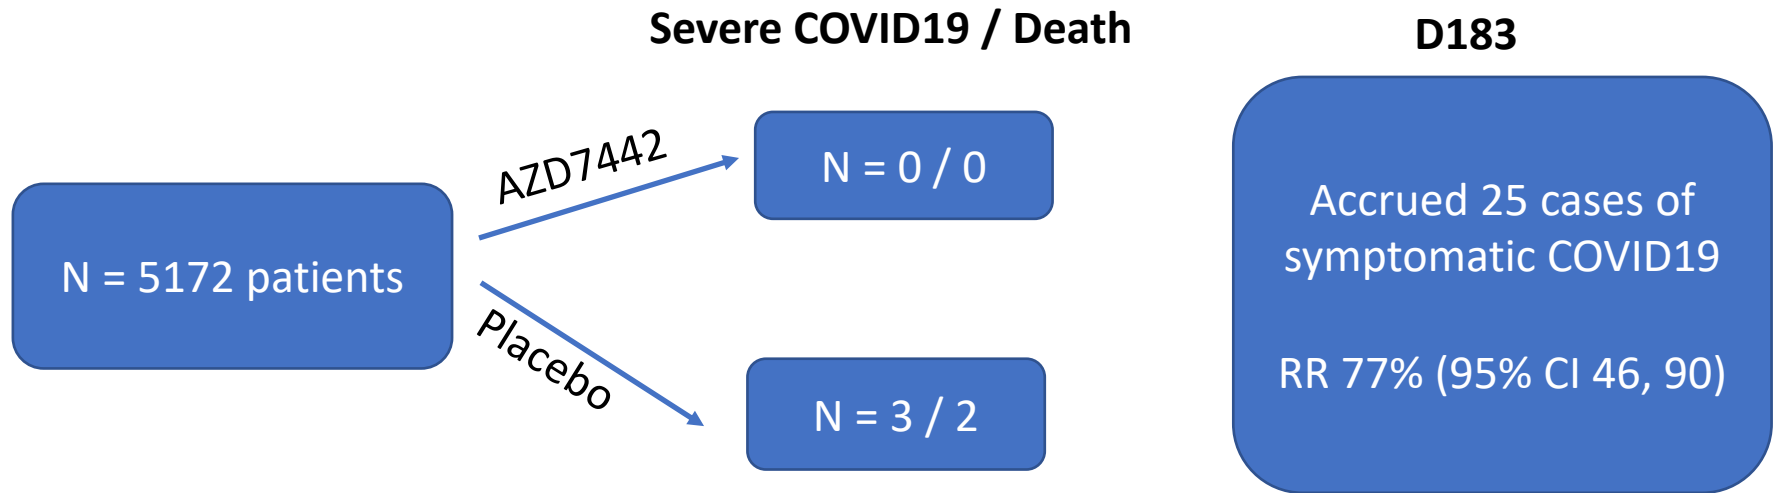 Severe COVID19 / Death
D183
AZD7442
N = 0 / 0
N = 5172 patients
Placebo
N = 3 / 2
Accrued 25 cases of
symptomatic COVID19
RR 77% (95% CI 46, 90)